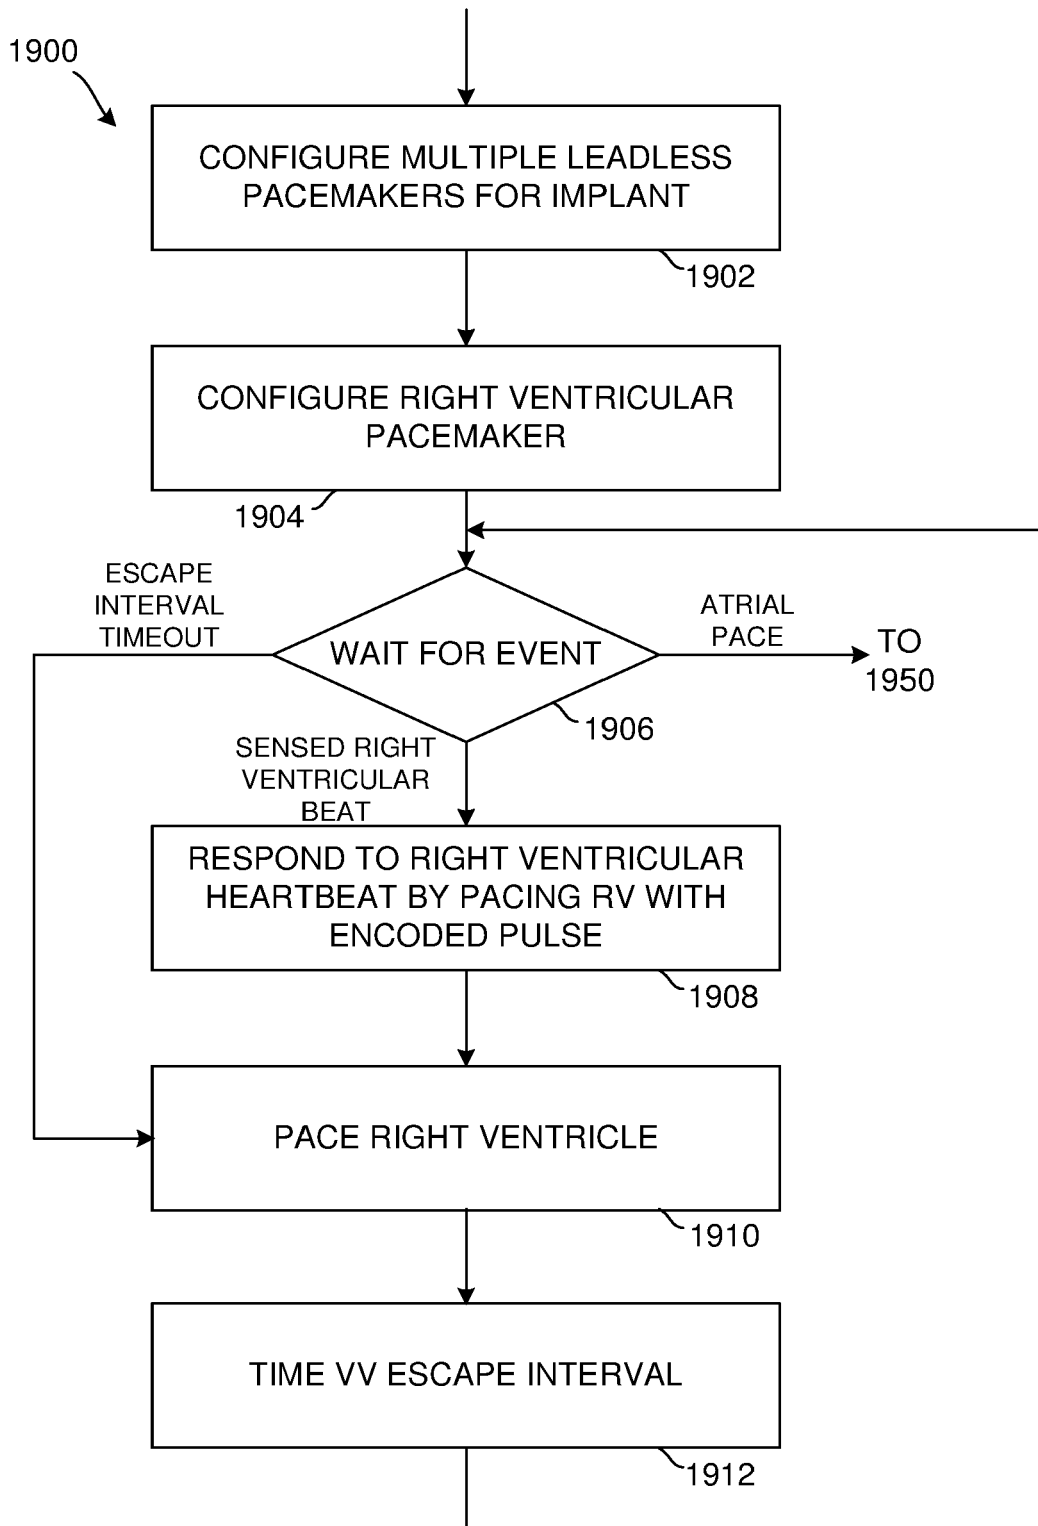 1900
CONFIGURE MULTIPLE LEADLESS
PACEMAKERS FOR IMPLANT
1902
CONFIGURE RIGHT VENTRICULAR
PACEMAKER
1904
ESCAPE
INTERVAL
TIMEOUT
WAIT FOR EVENT
ATRIAL
PACE
TO
1950
1906
SENSED RIGHT
VENTRICULAR
BEAT
RESPOND TO RIGHT VENTRICULAR
HEARTBEAT BY PACING RV WITH
ENCODED PULSE
1908
PACE RIGHT VENTRICLE
1910
TIME VV ESCAPE INTERVAL
1912